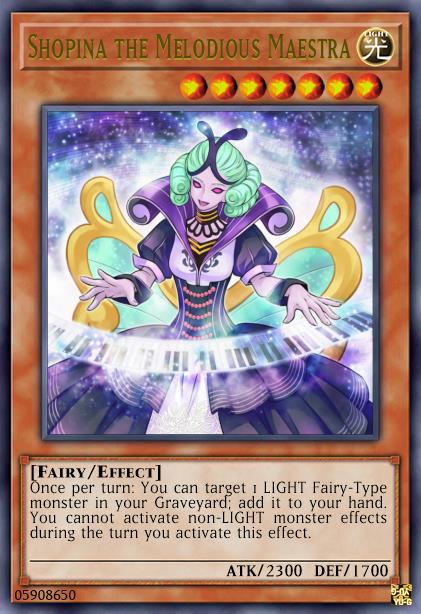 Shopina the Melodious Maestra
LIGHT
光
[Fairy/Effect]
Once per turn: You can target 1 LIGHT Fairy-Type
monster in your Graveyard; add it to your hand.
You cannot activate non-LIGHT monster effects
during the turn you activate this effect.
ATK/2300 DEF/1700
05908650